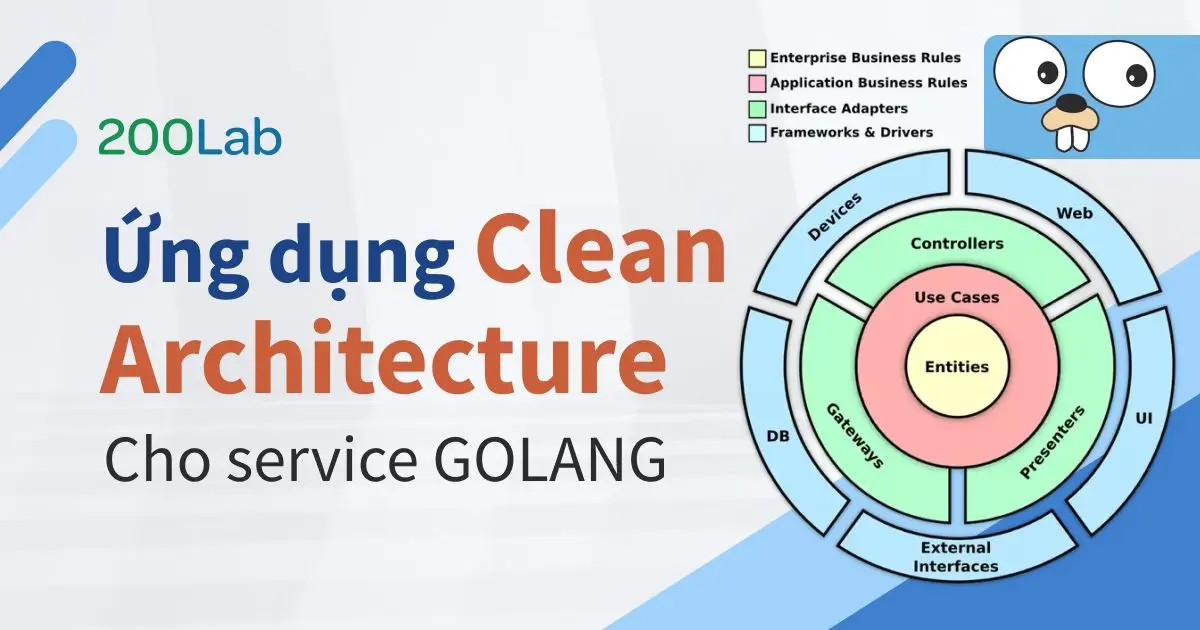 200Lab
Ứng dụng Clean
Architecture
Cho service GOLANG
Enterprise Business Rules
Application Business Rules
Interface Adapters
Frameworks & Drivers
Devices
Web
Controllers
Use Cases
Entities
Gateways
Presenters
DB
UI
External
Interfaces